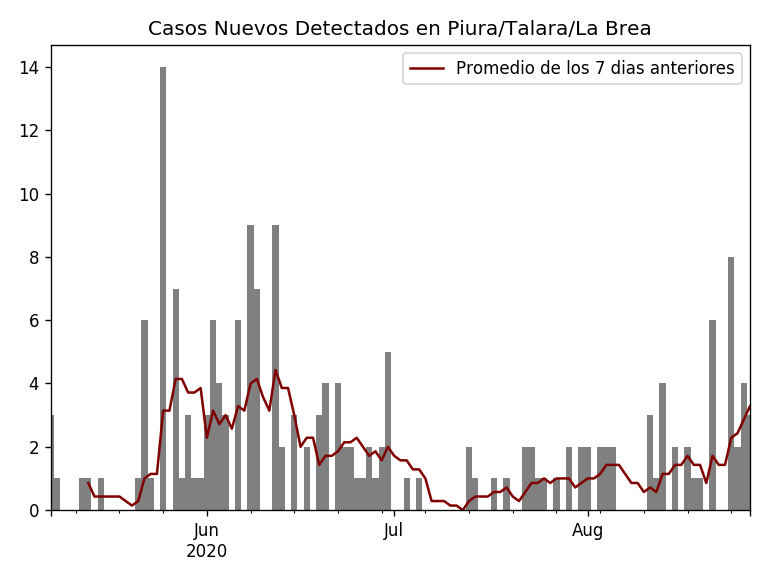 Casos Nuevos Detectados en Piura/Talara/La Brea
Promedio de los 7 dias anteriores
14
12
10
8
6
4
2
0
Jun
2020
Jul
Aug